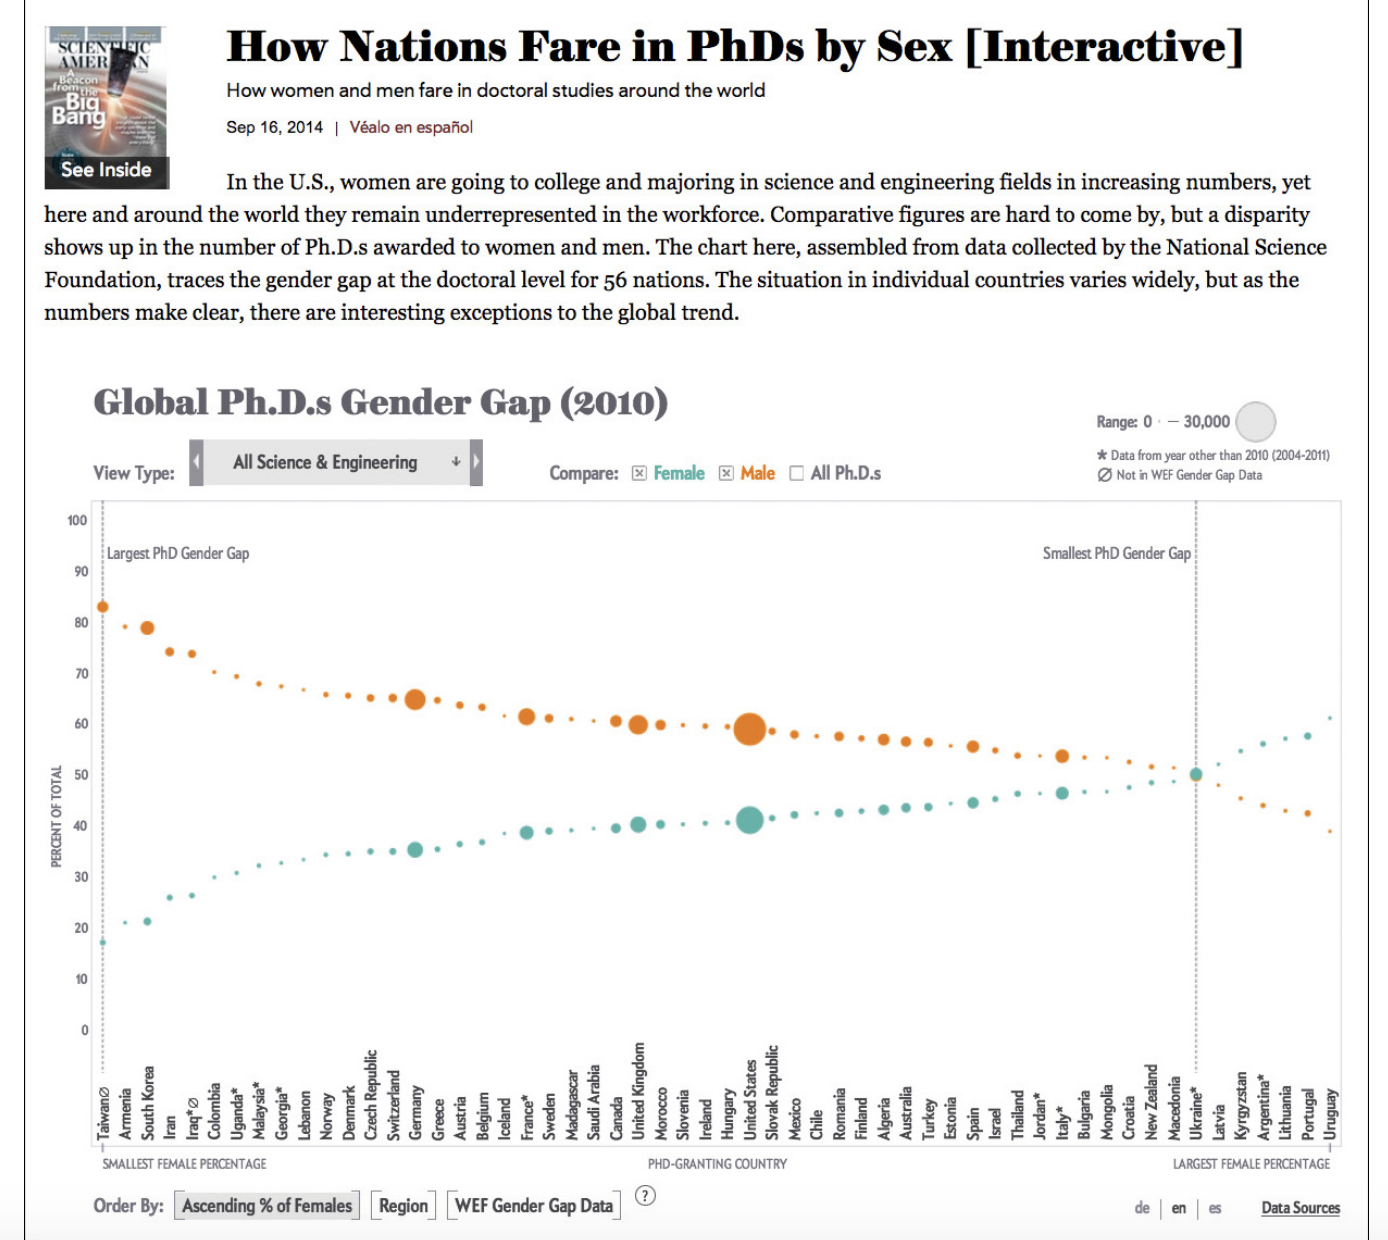 SCIENTIFIC
AMERICAN
A
Beacon
from the
Big
Bang
See Inside
How Nations Fare in PhDs by Sex [Interactive]
How women and men fare in doctoral studies around the world
Sep 16, 2014 | Véalo en español
In the U.S., women are going to college and majoring in science and engineering fields in increasing numbers, yet
here and around the world they remain underrepresented in the workforce. Comparative figures are hard to come by, but a disparity
shows up in the number of Ph.D.s awarded to women and men. The chart here, assembled from data collected by the National Science
Foundation, traces the gender gap at the doctoral level for 56 nations. The situation in individual countries varies widely, but as the
numbers make clear, there are interesting exceptions to the global trend.
Global Ph.D.s Gender Gap (2010)
Range: 0 – 30,000
* Data from year other than 2010 (2004-2011)
∅ Not in WEF Gender Gap Data
View Type: All Science & Engineering
Compare: Female Male All Ph.D.s
Largest PhD Gender Gap
Smallest PhD Gender Gap
PERCENT OF TOTAL
100
90
80
70
60
50
40
30
20
10
0
Taiwan∅
Armenia
South Korea
Iran
Iraq*∅
Colombia
Uganda*
Malaysia*
Georgia*
Lebanon
Norway
Denmark
Czech Republic
Switzerland
Germany
Greece
Austria
Belgium
Iceland
France*
Sweden
Madagascar
Saudi Arabia
Canada
United Kingdom
Morocco
Slovenia
Ireland
Hungary
United States
Slovak Republic
Mexico
Chile
Romania
Finland
Algeria
Australia
Turkey
Estonia
Spain
Israel
Thailand
Jordan*
Italy*
Bulgaria
Mongolia
Croatia
New Zealand
Macedonia
Ukraine*
Latvia
Kyrgyzstan
Argentina*
Lithuania
Portugal
Uruguay
SMALLEST FEMALE PERCENTAGE
PHD-GRANTING COUNTRY
LARGEST FEMALE PERCENTAGE
Order By: Ascending % of Females Region WEF Gender Gap Data ?
de | en | es Data Sources